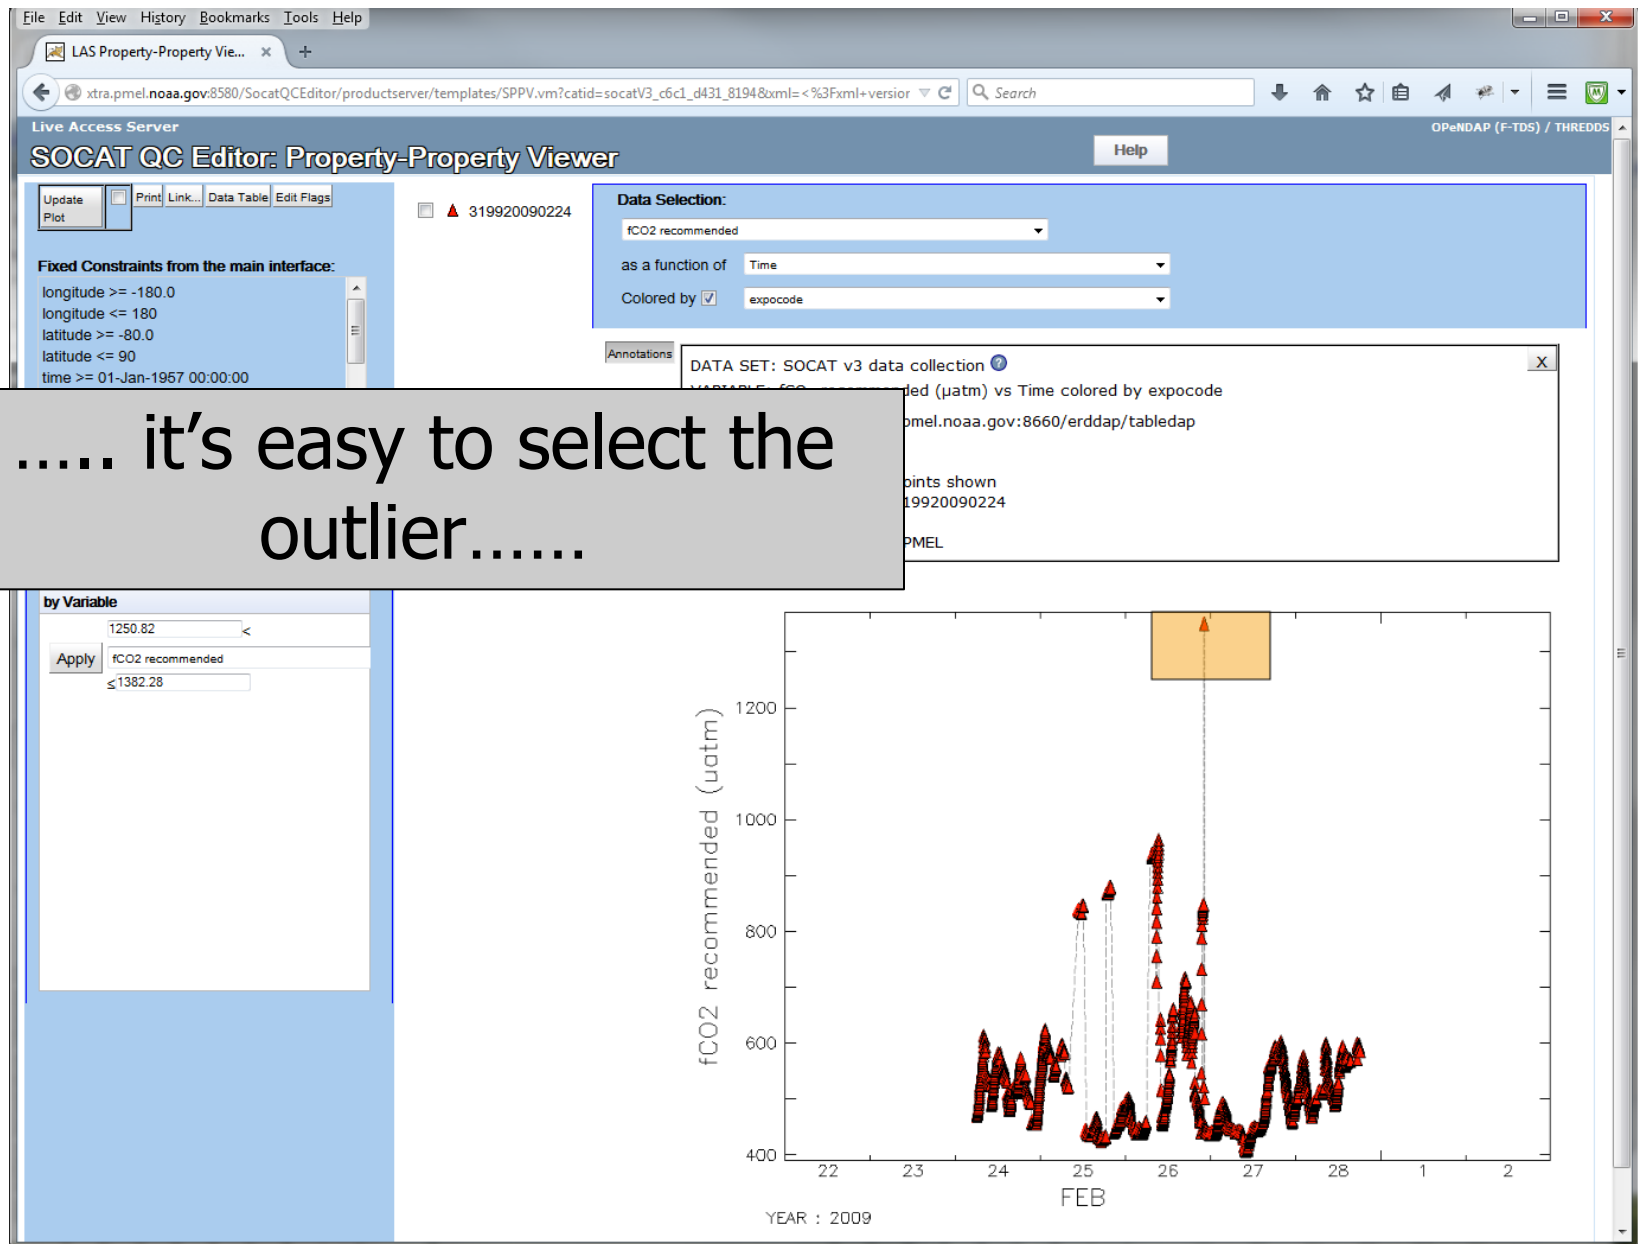 File Edit View History Bookmarks Tools Help
LAS Property-Property Vie... × +
xtra.pmel.noaa.gov:8580/SocatQCEditor/productserver/templates/SPPV.vm?catid=socatV3_c6c1_d431_8194&xml=<%3Fxml+version
Search
Live Access Server
OPeNDAP (F-TDS) / THREDDS
SOCAT QC Editor: Property-Property Viewer
Help
Update Plot
Print Link... Data Table Edit Flags
319920090224
Data Selection:
fCO2 recommended
as a function of Time
Colored by expocode
Fixed Constraints from the main interface:
longitude >= -180.0
longitude <= 180
latitude >= -80.0
latitude <= 90
time >= 01-Jan-1957 00:00:00
Annotations
X
DATA SET: SOCAT v3 data collection
(µatm) vs Time colored by expocode
pmel.noaa.gov:8660/erddap/tabledap
shown
19920090224
PMEL
..... it's easy to select the
outlier......
by Variable
1250.82 <
Apply fCO2 recommended
≤ 1382.28
fCO2 recommended (uatm)
1200
1000
800
600
400
22 23 24 25 26 27 28 1 2
FEB
YEAR : 2009